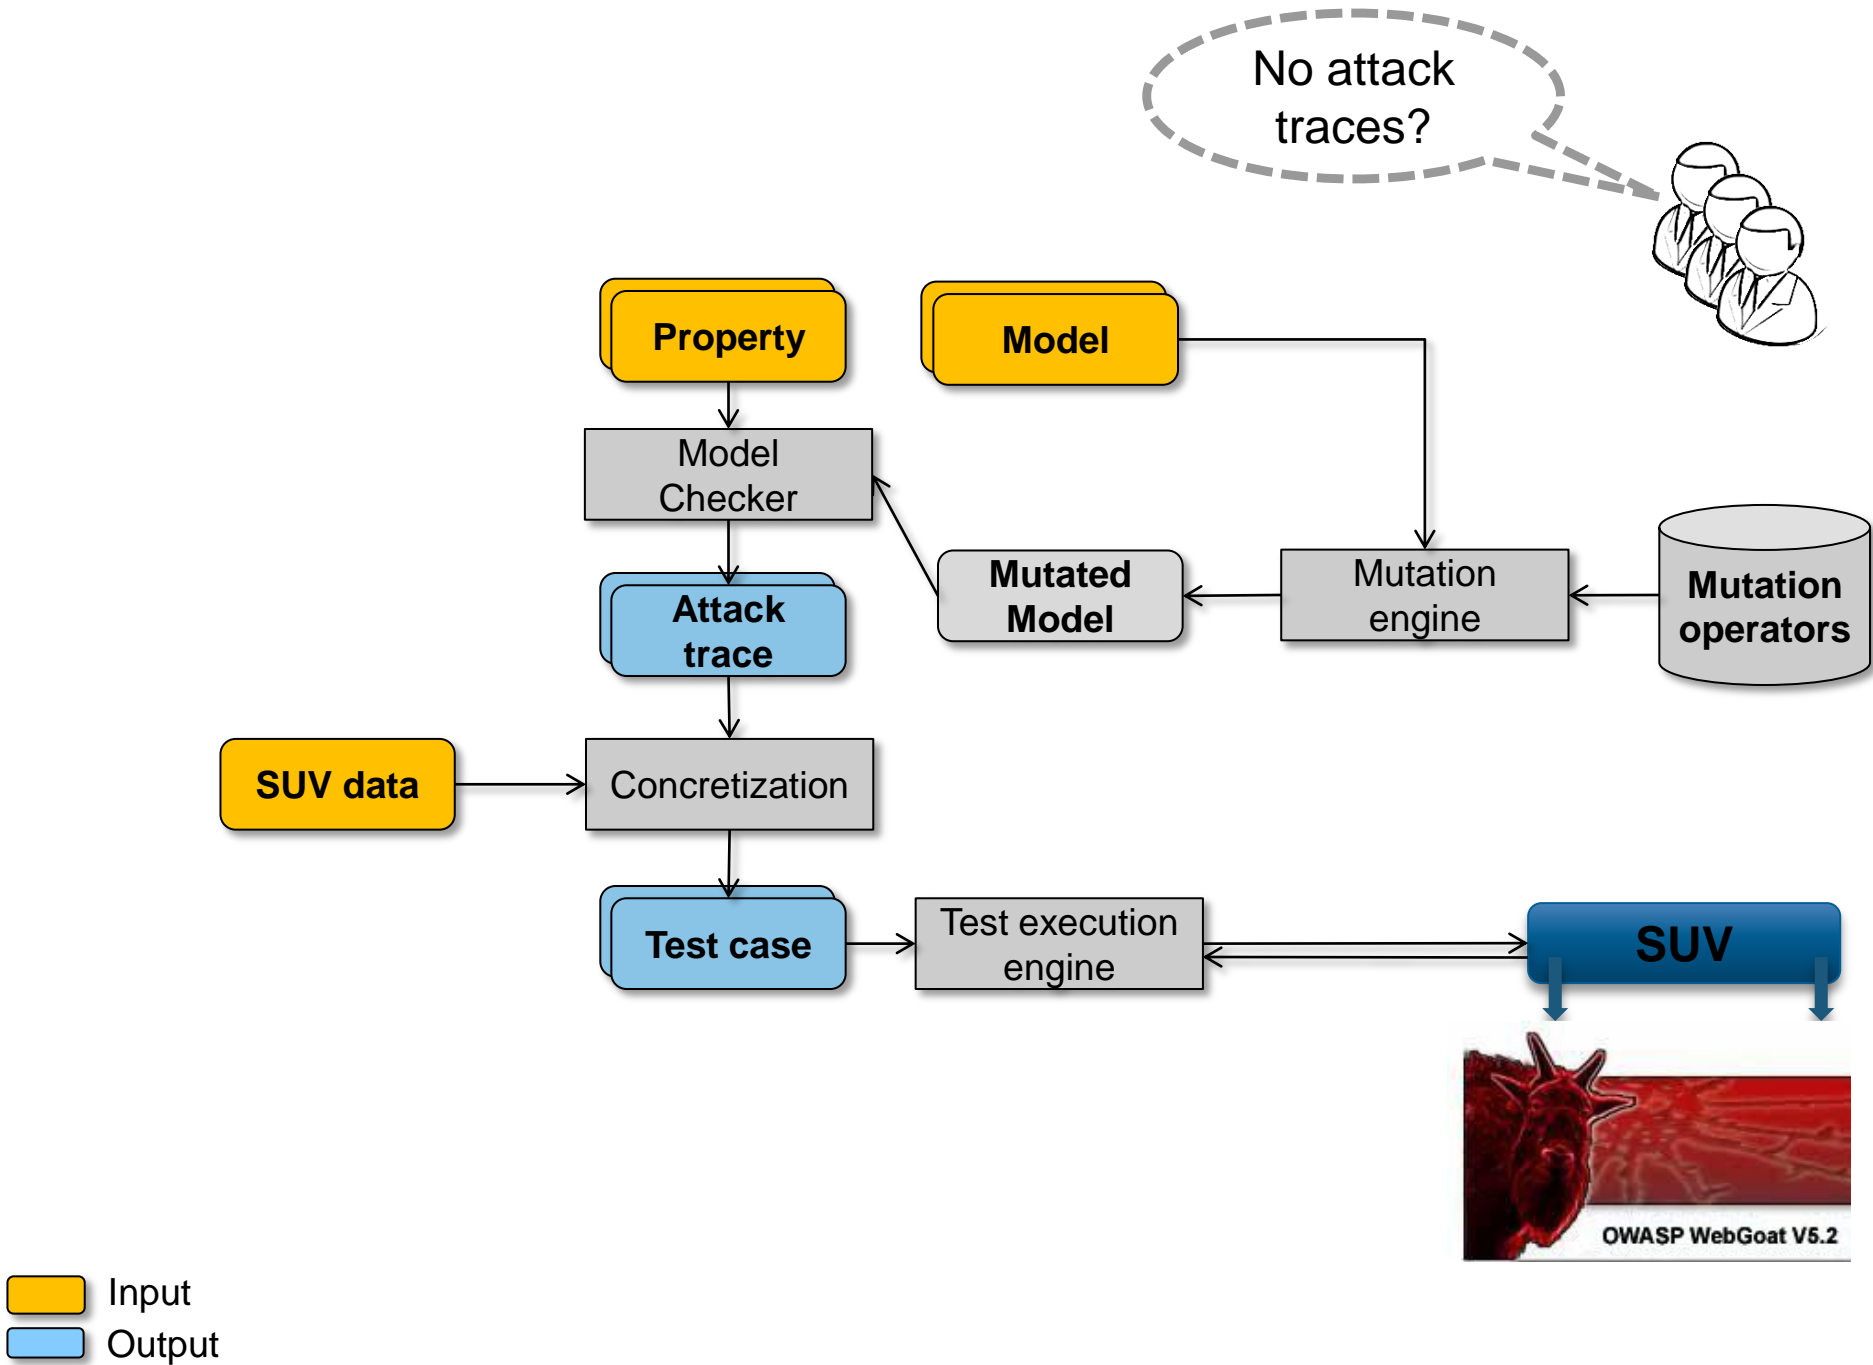 No attack
traces?
Property
Model
Model
Checker
Attack
trace
Mutated
Model
Mutation
engine
Mutation
operators
SUV data
Concretization
Test case
Test execution
engine
SUV
OWASP WebGoat V5.2
Input
Output